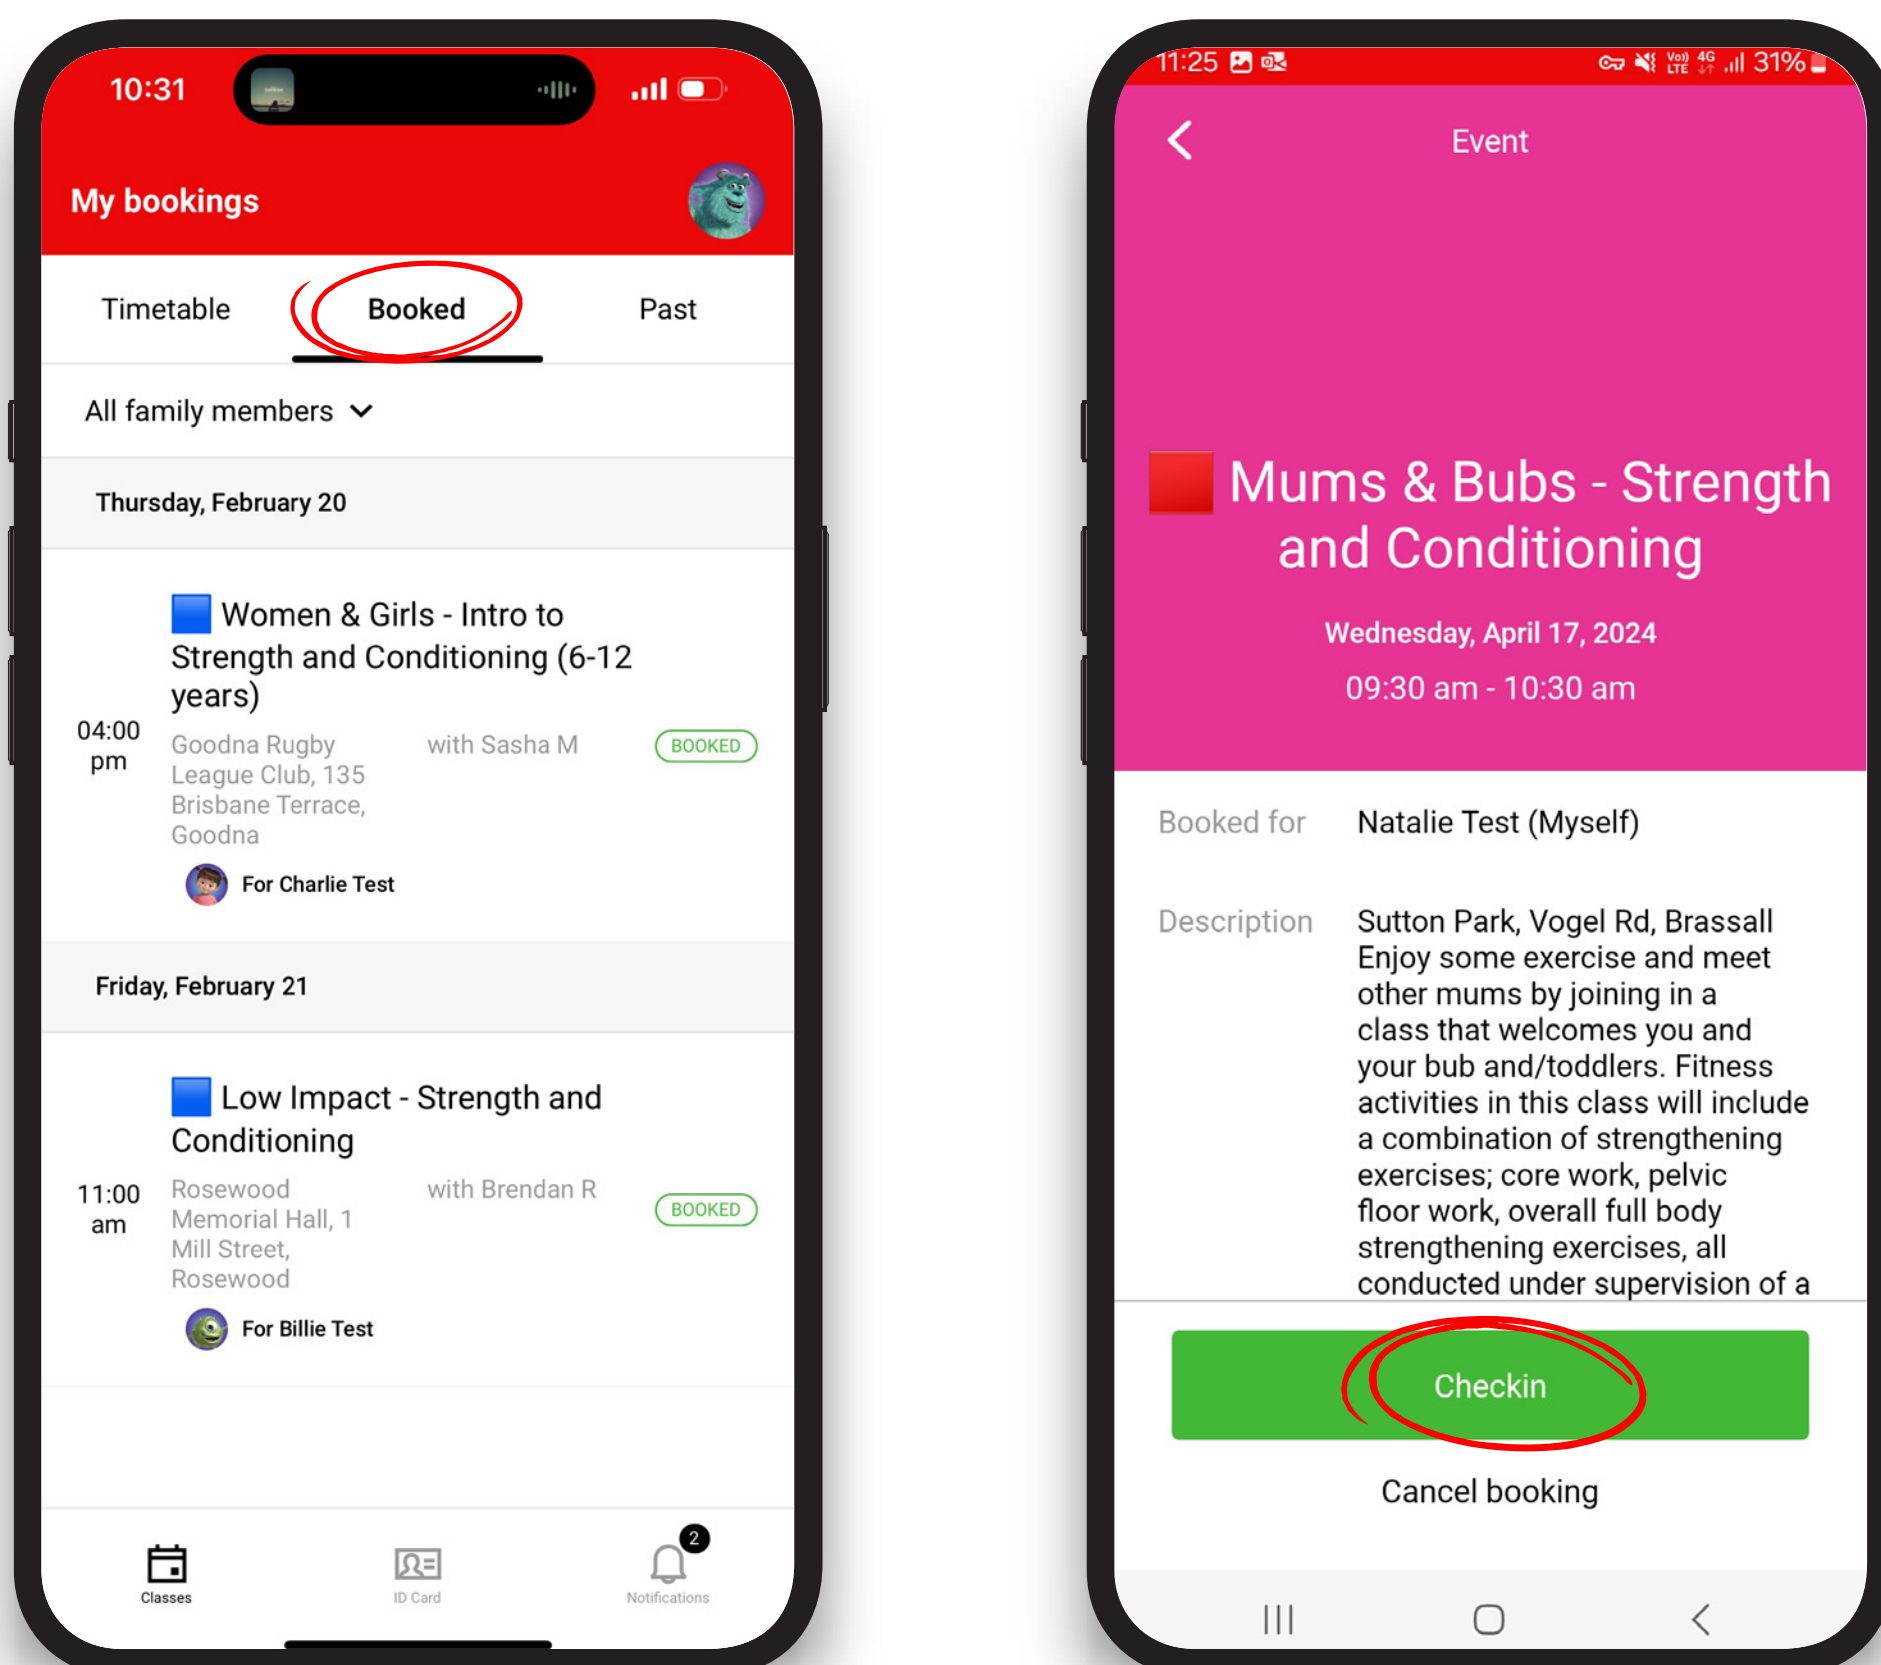 10:31
My bookings
Timetable
Booked
Past
All family members
Thursday, February 20
Women & Girls - Intro to
Strength and Conditioning (6-12
years)
04:00
pm
Goodna Rugby
League Club, 135
Brisbane Terrace,
Goodna
with Sasha M
BOOKED
For Charlie Test
Friday, February 21
Low Impact - Strength and
Conditioning
11:00
am
Rosewood
Memorial Hall, 1
Mill Street,
Rosewood
with Brendan R
BOOKED
For Billie Test
Classes
ID Card
2
Notifications
11:25
Vo)) LTE 4G 31%
Event
Mums & Bubs - Strength
and Conditioning
Wednesday, April 17, 2024
09:30 am - 10:30 am
Booked for
Natalie Test (Myself)
Description
Sutton Park, Vogel Rd, Brassall
Enjoy some exercise and meet
other mums by joining in a
class that welcomes you and
your bub and/toddlers. Fitness
activities in this class will include
a combination of strengthening
exercises; core work, pelvic
floor work, overall full body
strengthening exercises, all
conducted under supervision of a
Checkin
Cancel booking